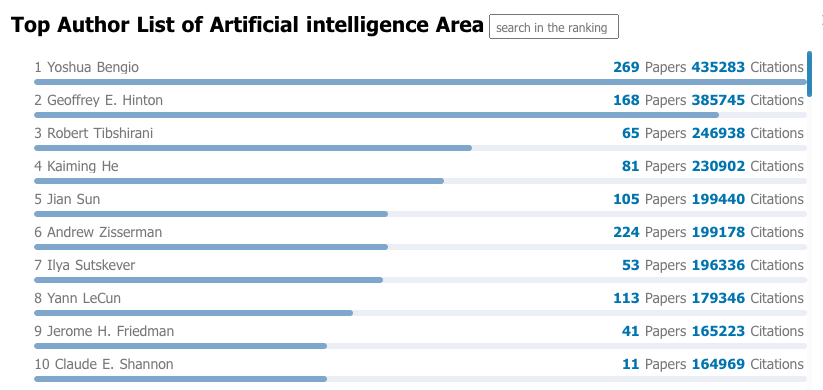 Top Author List of Artificial intelligence Area search in the ranking
1 Yoshua Bengio 269 Papers 435283 Citations
2 Geoffrey E. Hinton 168 Papers 385745 Citations
3 Robert Tibshirani 65 Papers 246938 Citations
4 Kaiming He 81 Papers 230902 Citations
5 Jian Sun 105 Papers 199440 Citations
6 Andrew Zisserman 224 Papers 199178 Citations
7 Ilya Sutskever 53 Papers 196336 Citations
8 Yann LeCun 113 Papers 179346 Citations
9 Jerome H. Friedman 41 Papers 165223 Citations
10 Claude E. Shannon 11 Papers 164969 Citations